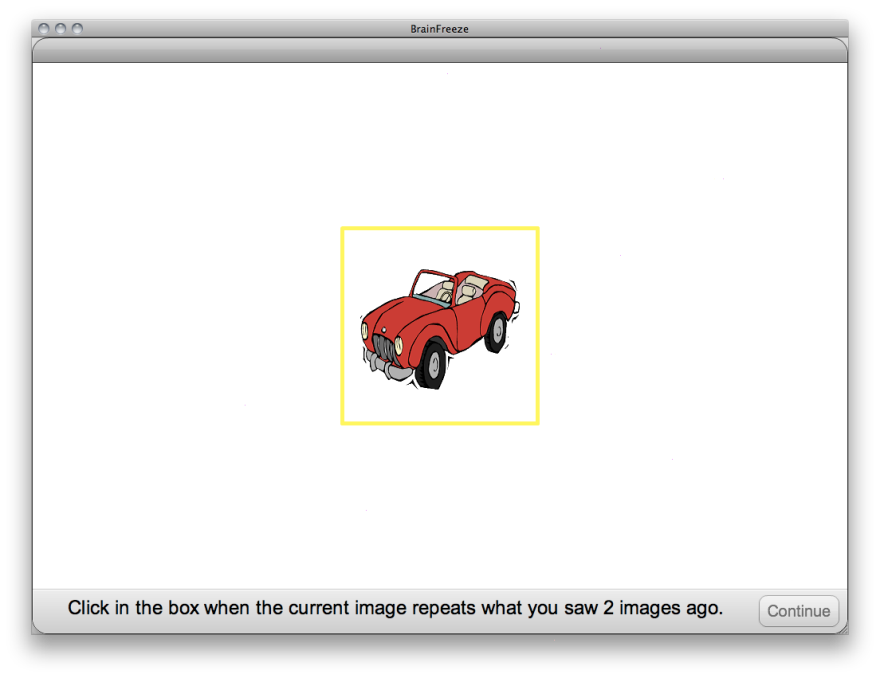 BrainFreeze
Click in the box when the current image repeats what you saw 2 images ago.
Continue